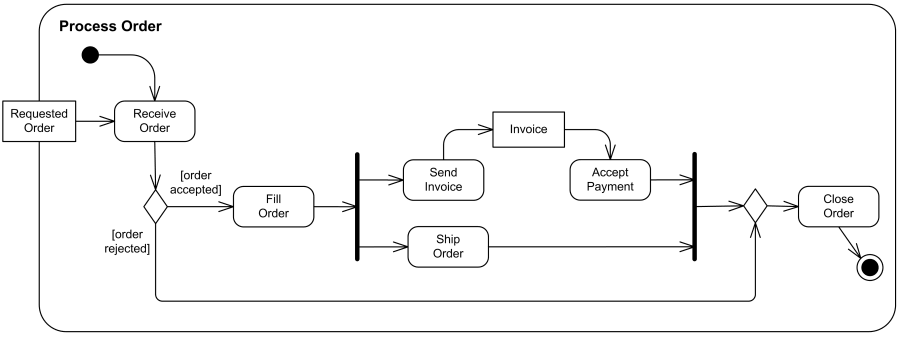 Process Order
Requested
Order
Receive
Order
[order
accepted]
[order
rejected]
Fill
Order
Send
Invoice
Invoice
Accept
Payment
Ship
Order
Close
Order